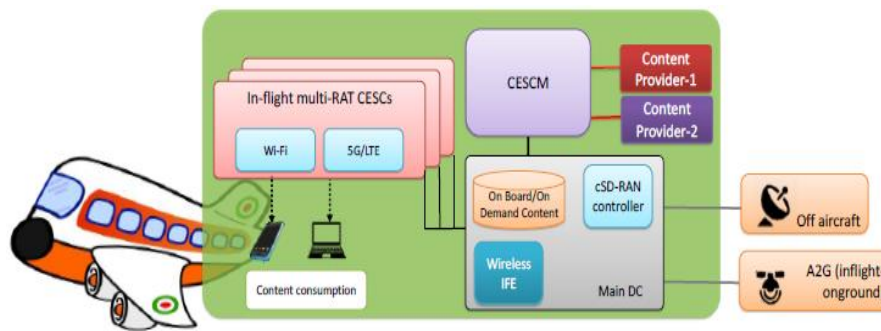 In-flight multi-RAT CESCs
Wi-Fi
5G/LTE
Content consumption
CESCM
Content
Provider-1
Content
Provider-2
On Board/On
Demand Content
cSD-RAN
controller
Wireless
IFE
Main DC
Off aircraft
A2G (inflight
onground